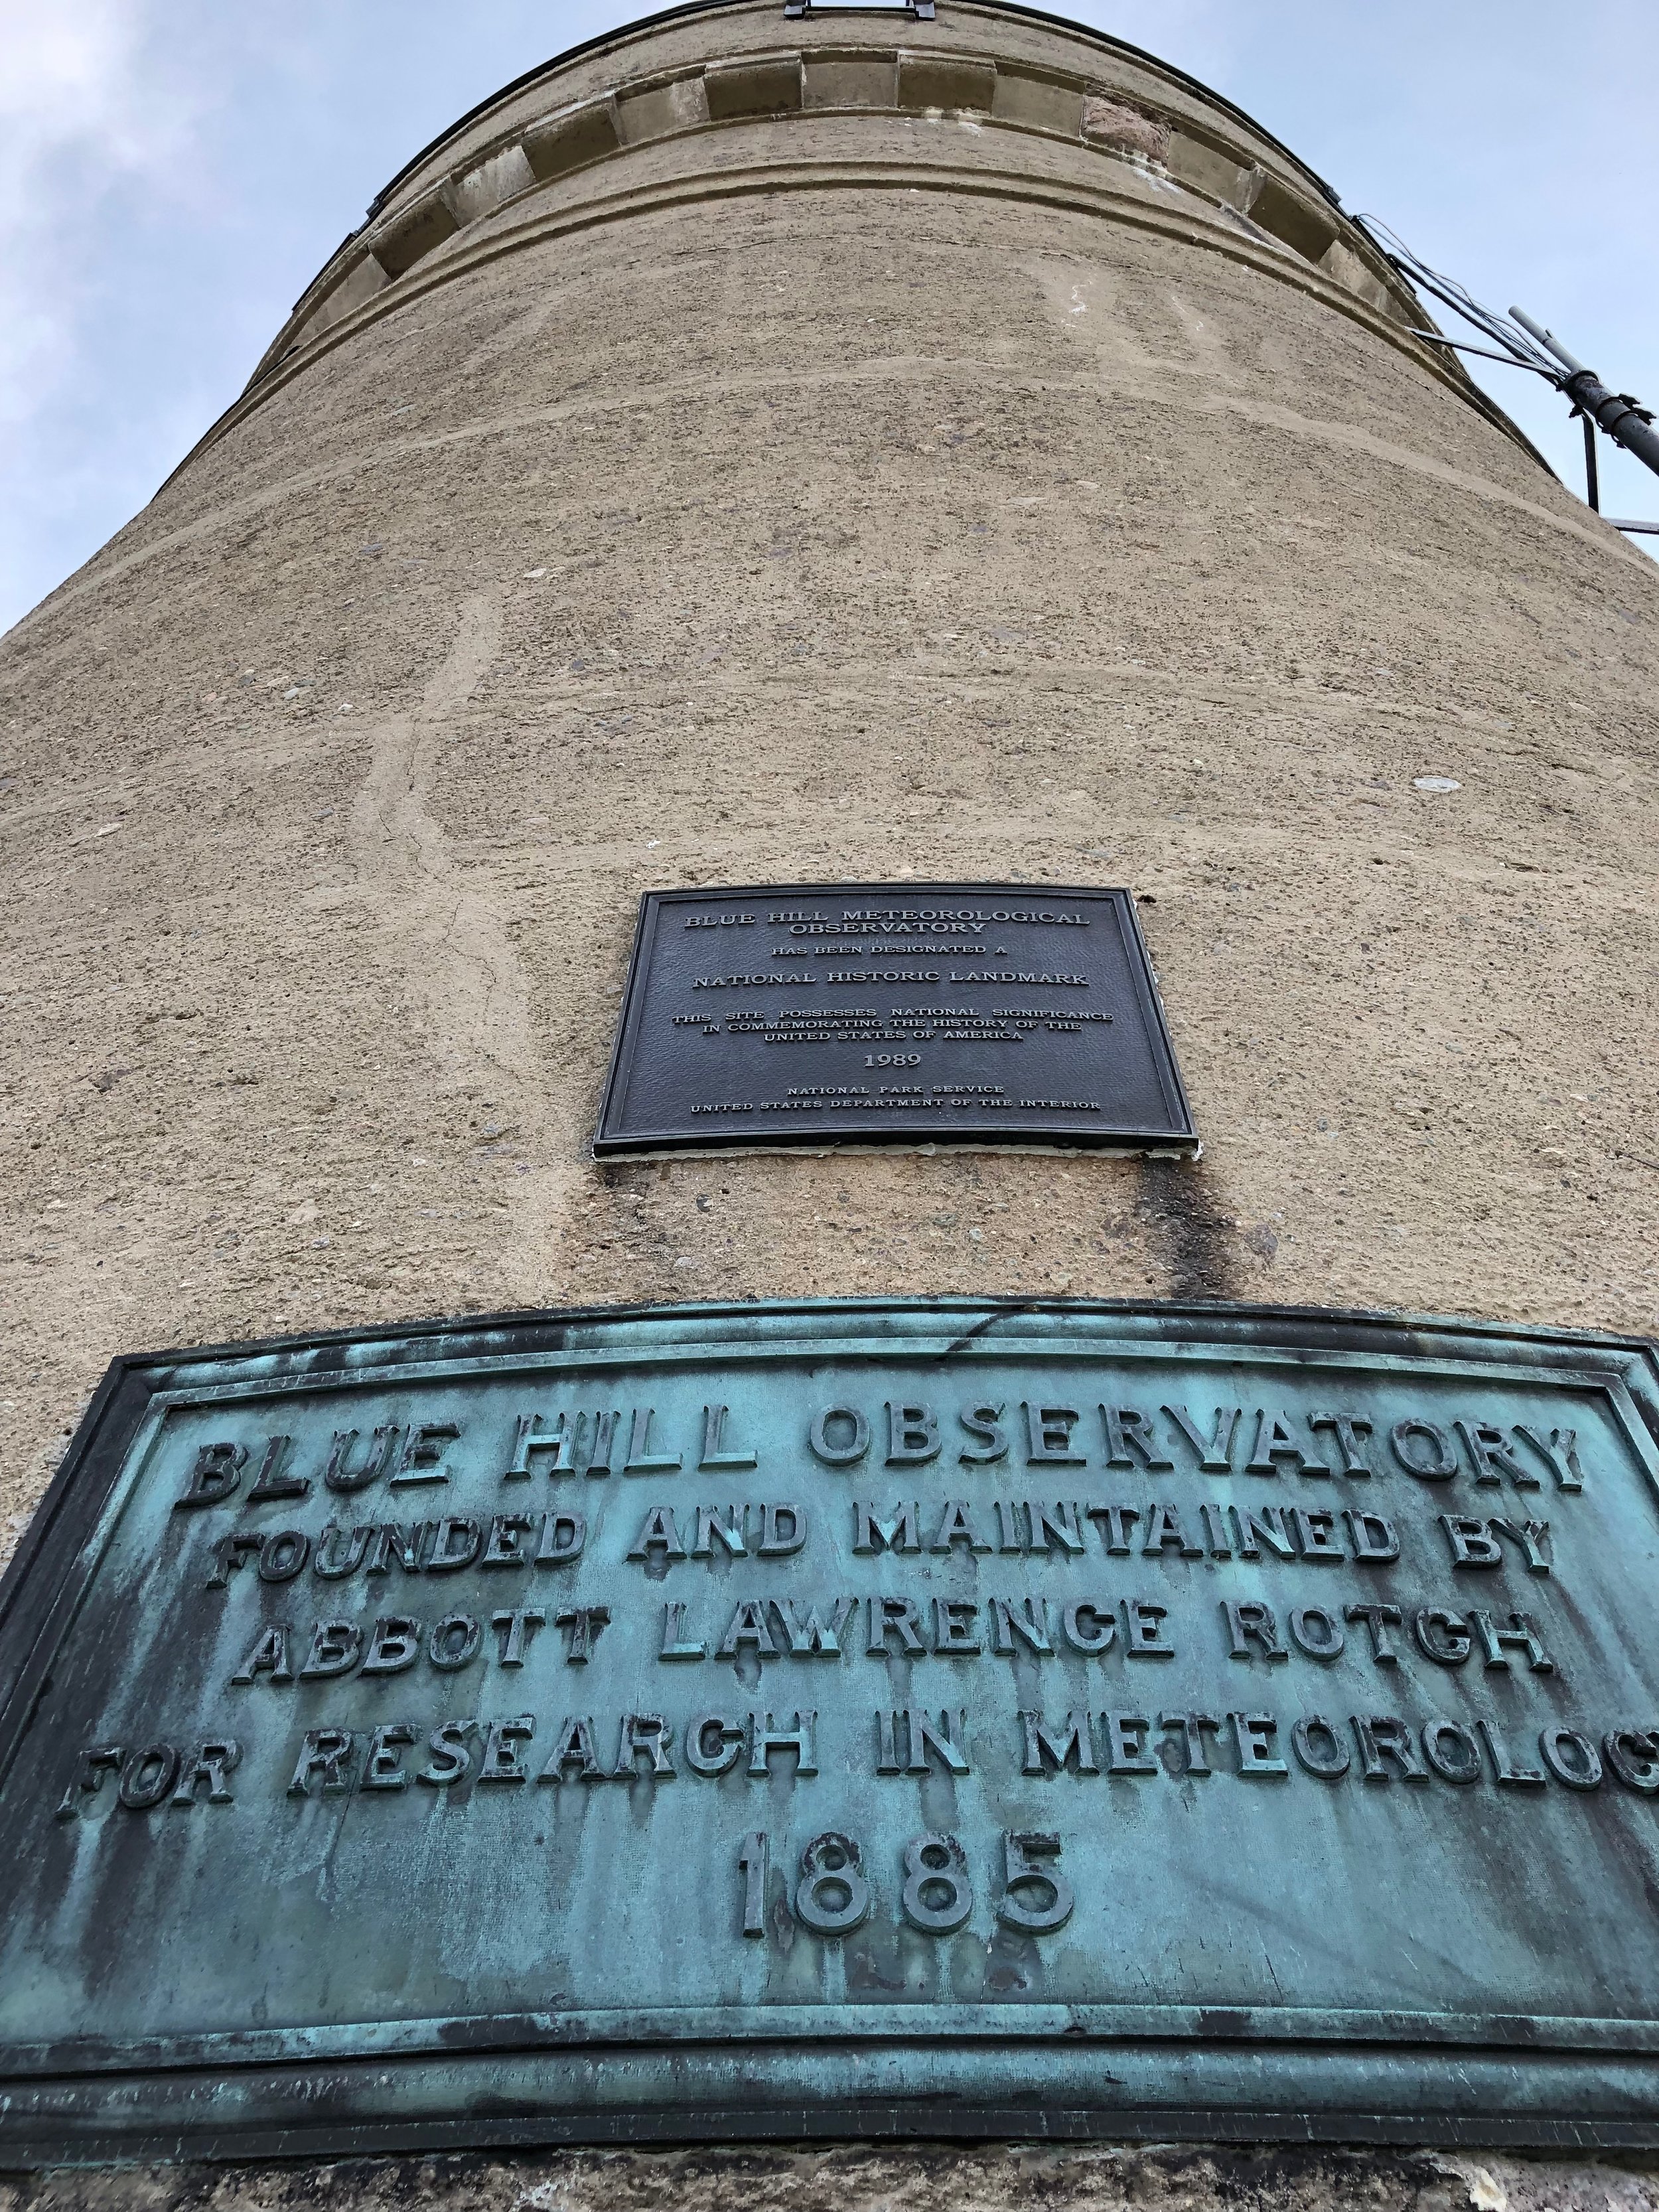 BLUE HILL METEOROLOGICAL
OBSERVATORY
HAS BEEN DESIGNATED A
NATIONAL HISTORIC LANDMARK
THIS SITE POSSESSES NATIONAL SIGNIFICANCE
IN COMMEMORATING THE HISTORY OF THE
UNITED STATES OF AMERICA
1989
NATIONAL PARK SERVICE
UNITED STATES DEPARTMENT OF THE INTERIOR
BLUE HILL OBSERVATORY
FOUNDED AND MAINTAINED BY
ABBOTT LAWRENCE ROTCH
FOR RESEARCH IN METEOROLOG
1885